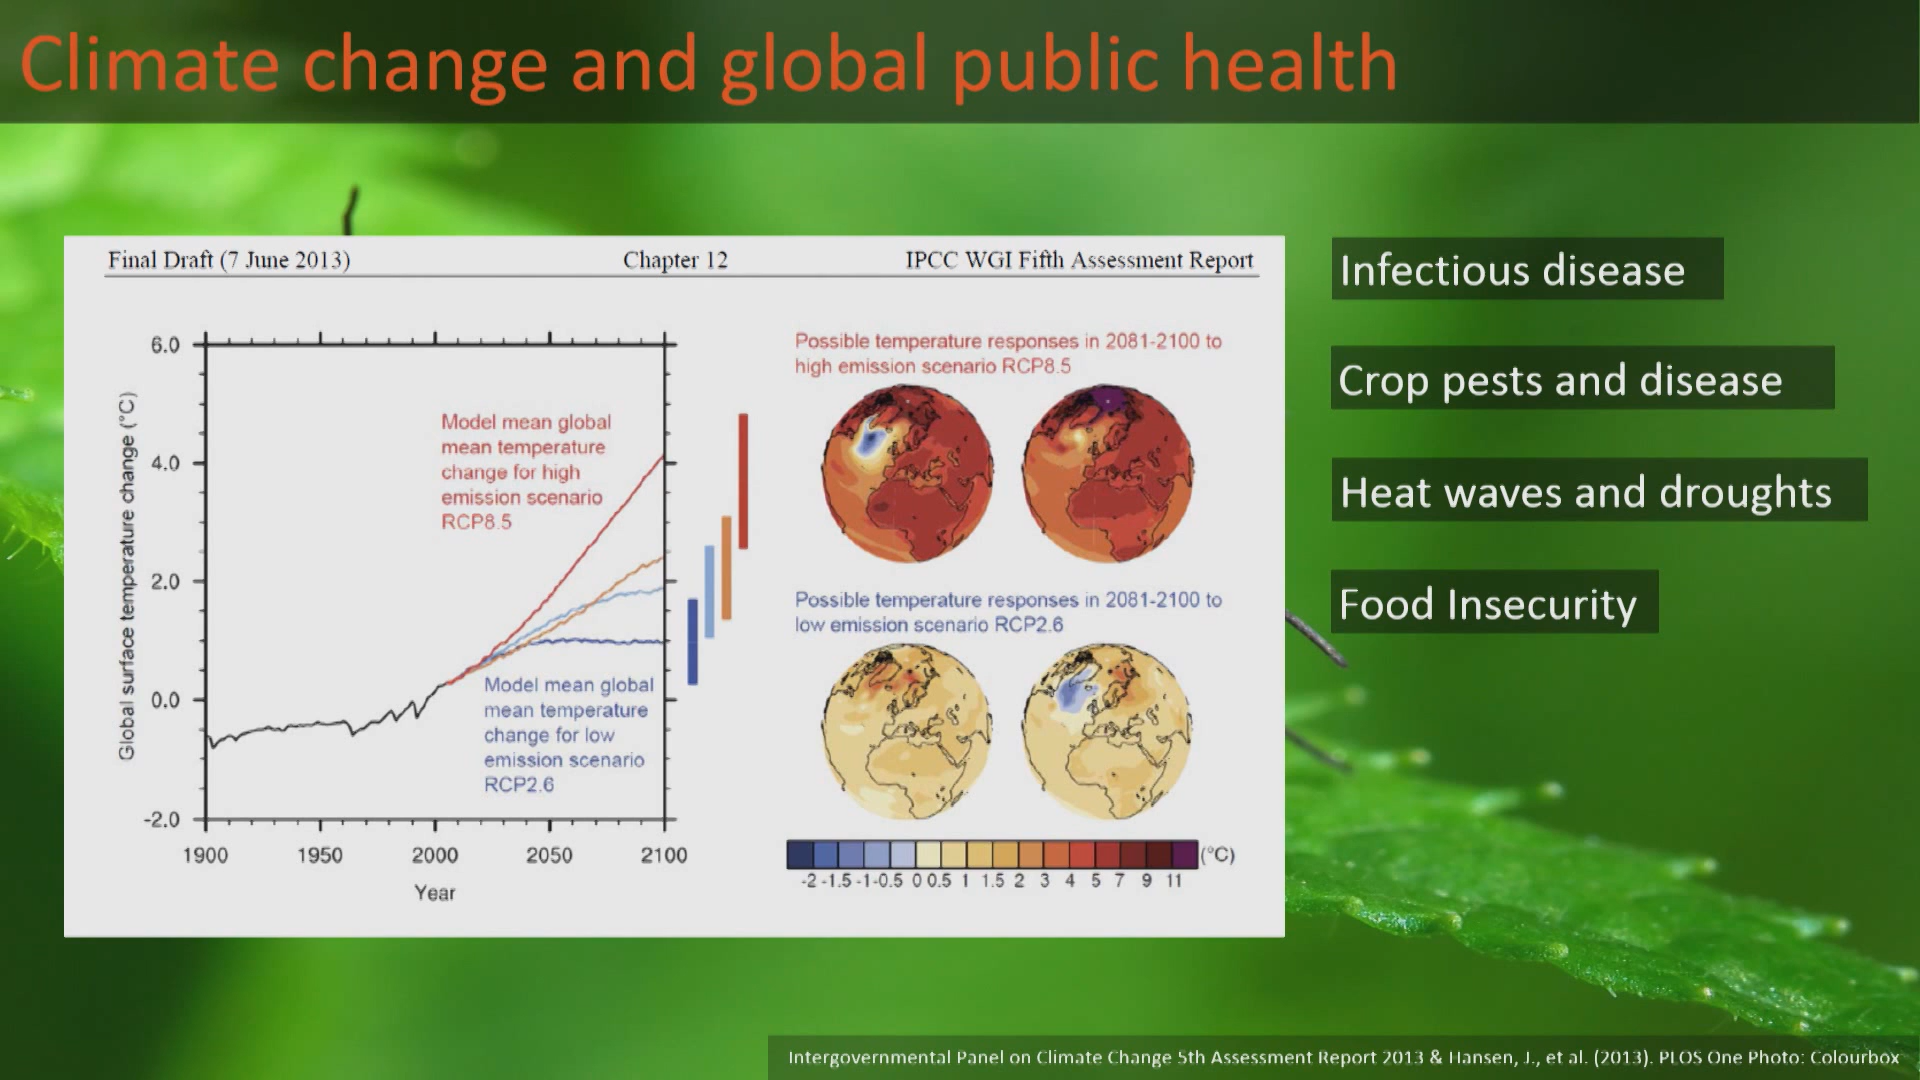 Climate change and global public health
Final Draft (7 June 2013) Chapter 12 IPCC WGI Fifth Assessment Report
Global surface temperature change (°C)
6.0
4.0
2.0
0.0
-2.0
1900 1950 2000 2050 2100
Year
Model mean global
mean temperature
change for high
emission scenario
RCP8.5
Model mean global
mean temperature
change for low
emission scenario
RCP2.6
Possible temperature responses in 2081-2100 to
high emission scenario RCP8.5
Possible temperature responses in 2081-2100 to
low emission scenario RCP2.6
(°C)
-2 -1.5 -1 -0.5 0 0.5 1 1.5 2 3 4 5 7 9 11
Infectious disease
Crop pests and disease
Heat waves and droughts
Food Insecurity
Intergovernmental Panel on Climate Change 5th Assessment Report 2013 & Hansen, J., et al. (2013). PLOS One Photo: Colourbox